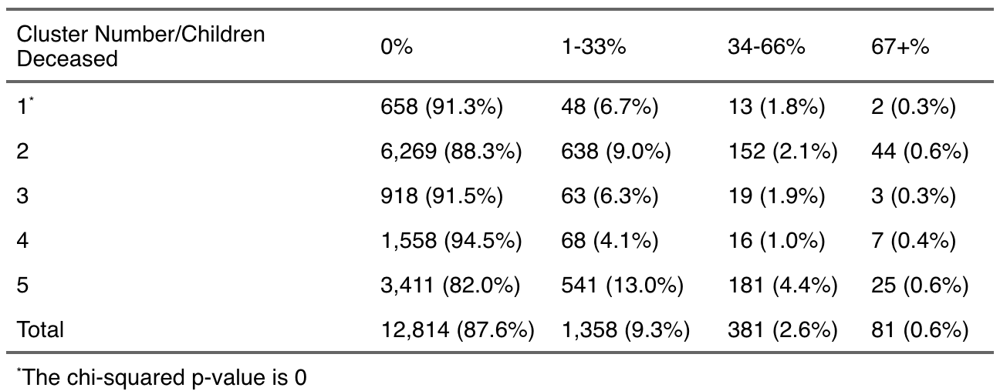 Cluster Number/Children Deceased 0% 1-33% 34-66% 67+%
1* 658 (91.3%) 48 (6.7%) 13 (1.8%) 2 (0.3%)
2 6,269 (88.3%) 638 (9.0%) 152 (2.1%) 44 (0.6%)
3 918 (91.5%) 63 (6.3%) 19 (1.9%) 3 (0.3%)
4 1,558 (94.5%) 68 (4.1%) 16 (1.0%) 7 (0.4%)
5 3,411 (82.0%) 541 (13.0%) 181 (4.4%) 25 (0.6%)
Total 12,814 (87.6%) 1,358 (9.3%) 381 (2.6%) 81 (0.6%)
*The chi-squared p-value is 0